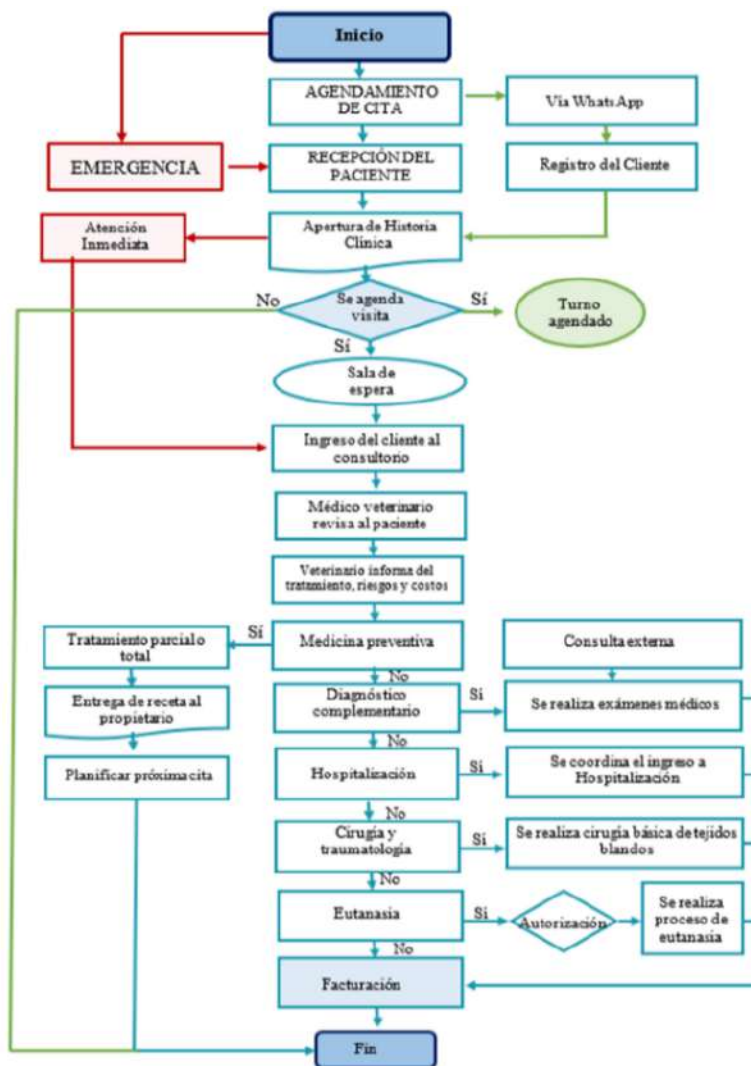 Inicio
AGENDAMIENTO
DE CITA
Vía WhatsApp
EMERGENCIA
RECEPCIÓN DEL
PACIENTE
Registro del Cliente
Atención
Inmediata
Apertura de Historia
Clínica
No
Se agenda
visita
Sí
Turno
agendado
Sí
Sala de
espera
Ingreso del cliente al
consultorio
Médico veterinario
revisa al paciente
Veterinario informa del
tratamiento, riesgos y costos
Tratamiento parcial o
total
Sí
Medicina preventiva
Consulta externa
No
Entrega de receta al
propietario
Diagnóstico
complementario
Sí
Se realiza exámenes médicos
No
Planificar próxima cita
Hospitalización
Sí
Se coordina el ingreso a
Hospitalización
No
Cirugía y
traumatología
Sí
Se realiza cirugía básica de tejidos
blandos
No
Eutanasia
Sí
Autorización
Se realiza
proceso de
eutanasia
No
Facturación
Fin